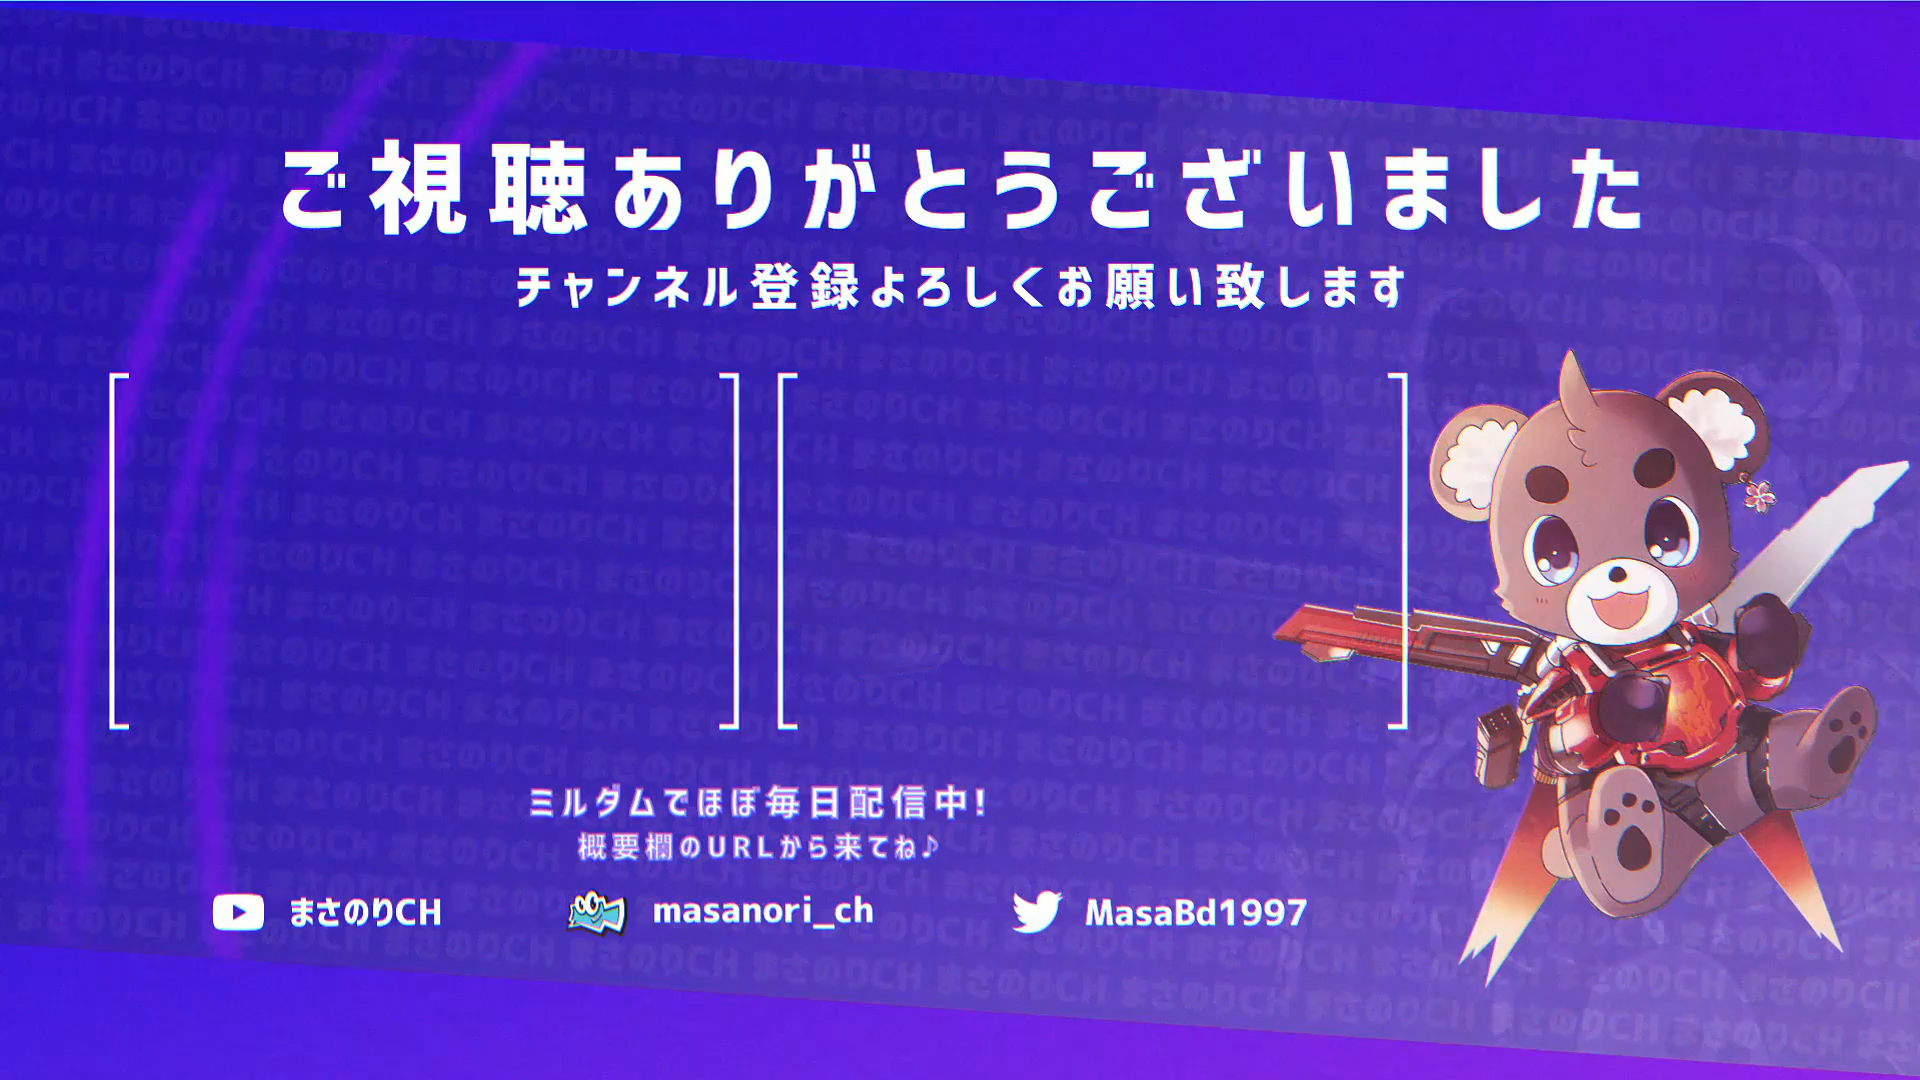 ご視聴ありがとうございました
チャンネル登録よろしくお願い致します
ミルダムでほぼ毎日配信中!
概要欄のURLから来てね♪
まさのりCH
masanori_ch
MasaBd1997